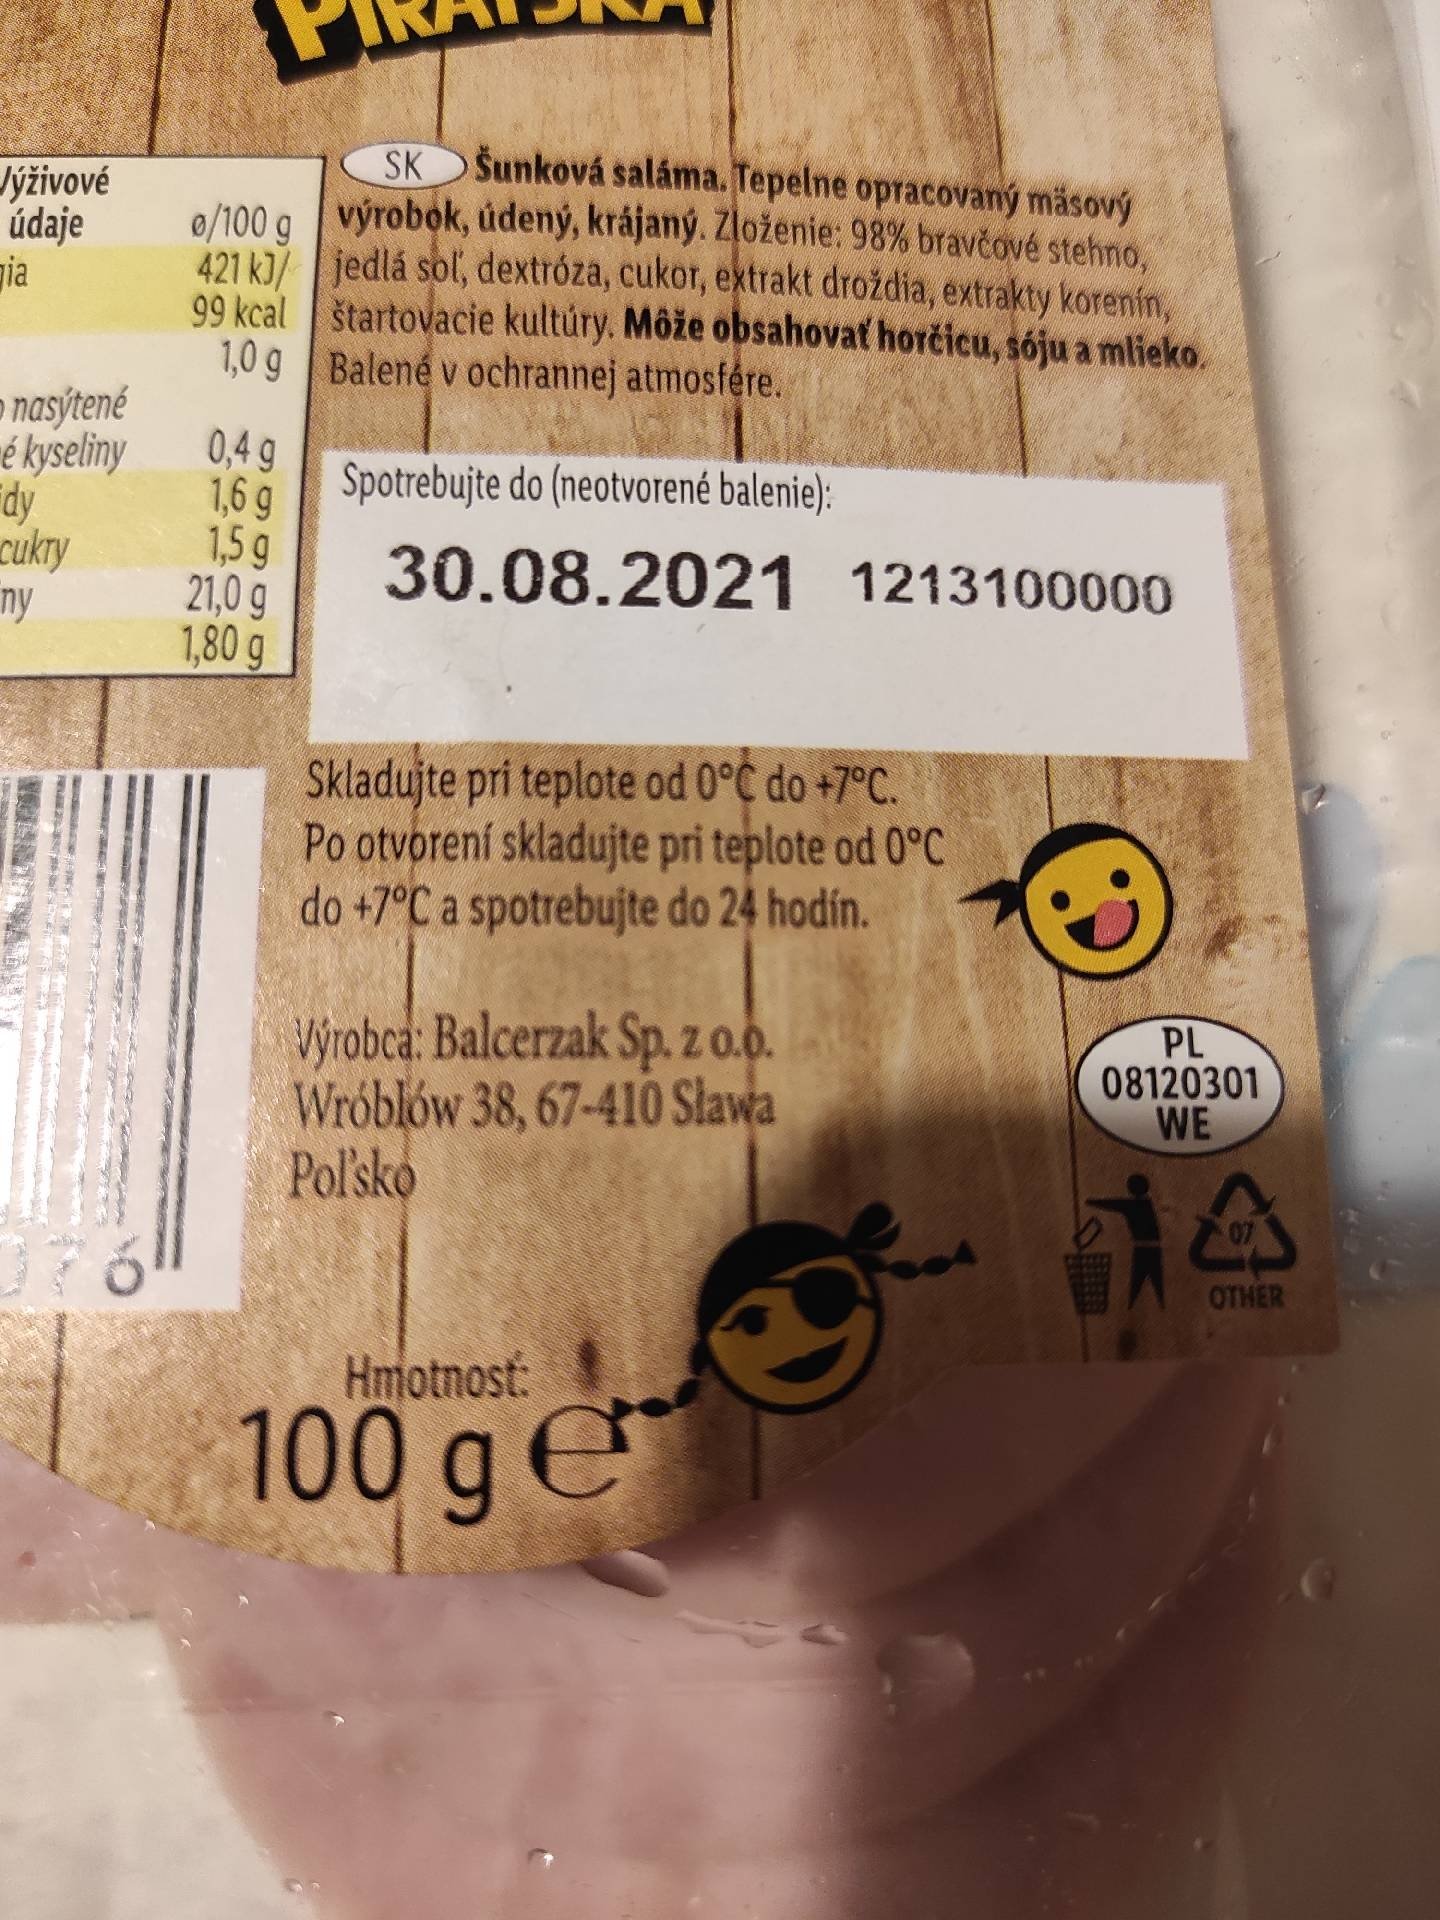 PIRÁTSKA
SK Šunková saláma. Tepelne opracovaný mäsový
výrobok, údený, krájaný. Zloženie: 98% bravčové stehno,
jedlá soľ, dextróza, cukor, extrakt droždia, extrakty korenín,
štartovacie kultúry. Môže obsahovať horčicu, sóju a mlieko.
Balené v ochrannej atmosfére.
Výživové
údaje ø/100 g
421 kJ/
99 kcal
1,0 g
nasýtené
kyseliny 0,4 g
1,6 g
cukry 1,5 g
21,0 g
1,80 g
Spotrebujte do (neotvorené balenie):
30.08.2021 1213100000
Skladujte pri teplote od 0°C do +7°C.
Po otvorení skladujte pri teplote od 0°C
do +7°C a spotrebujte do 24 hodín.
Výrobca: Balcerzak Sp. z o.o.
Wróblów 38, 67-410 Sława
Poľsko
PL
08120301
WE
07
OTHER
76
Hmotnosť:
100 g e